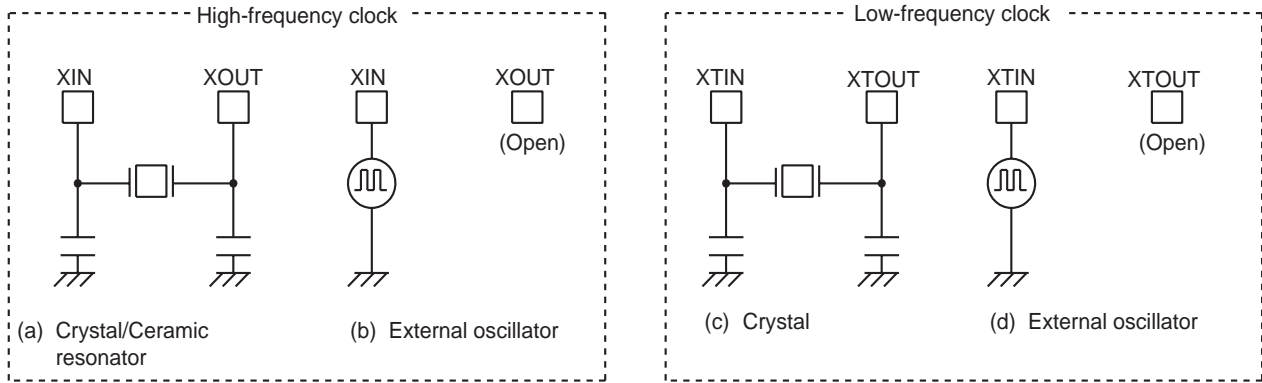 High-frequency clock
XIN XOUT XIN XOUT
(Open)
(a) Crystal/Ceramic
resonator
(b) External oscillator
Low-frequency clock
XTIN XTOUT XTIN XTOUT
(Open)
(c) Crystal
(d) External oscillator